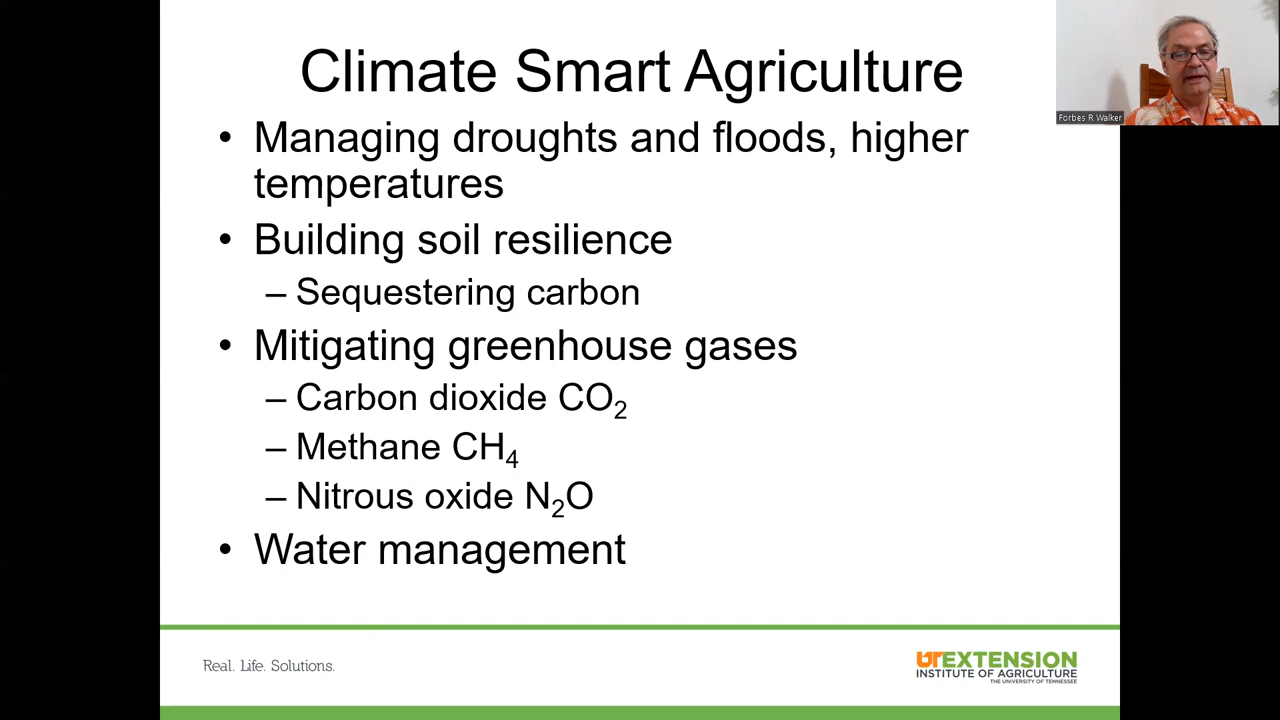 Climate Smart Agriculture
• Managing droughts and floods, higher
temperatures
• Building soil resilience
– Sequestering carbon
• Mitigating greenhouse gases
– Carbon dioxide CO₂
– Methane CH₄
– Nitrous oxide N₂O
• Water management
Forbes R Walker
Real. Life. Solutions.
UT EXTENSION
INSTITUTE OF AGRICULTURE
THE UNIVERSITY OF TENNESSEE